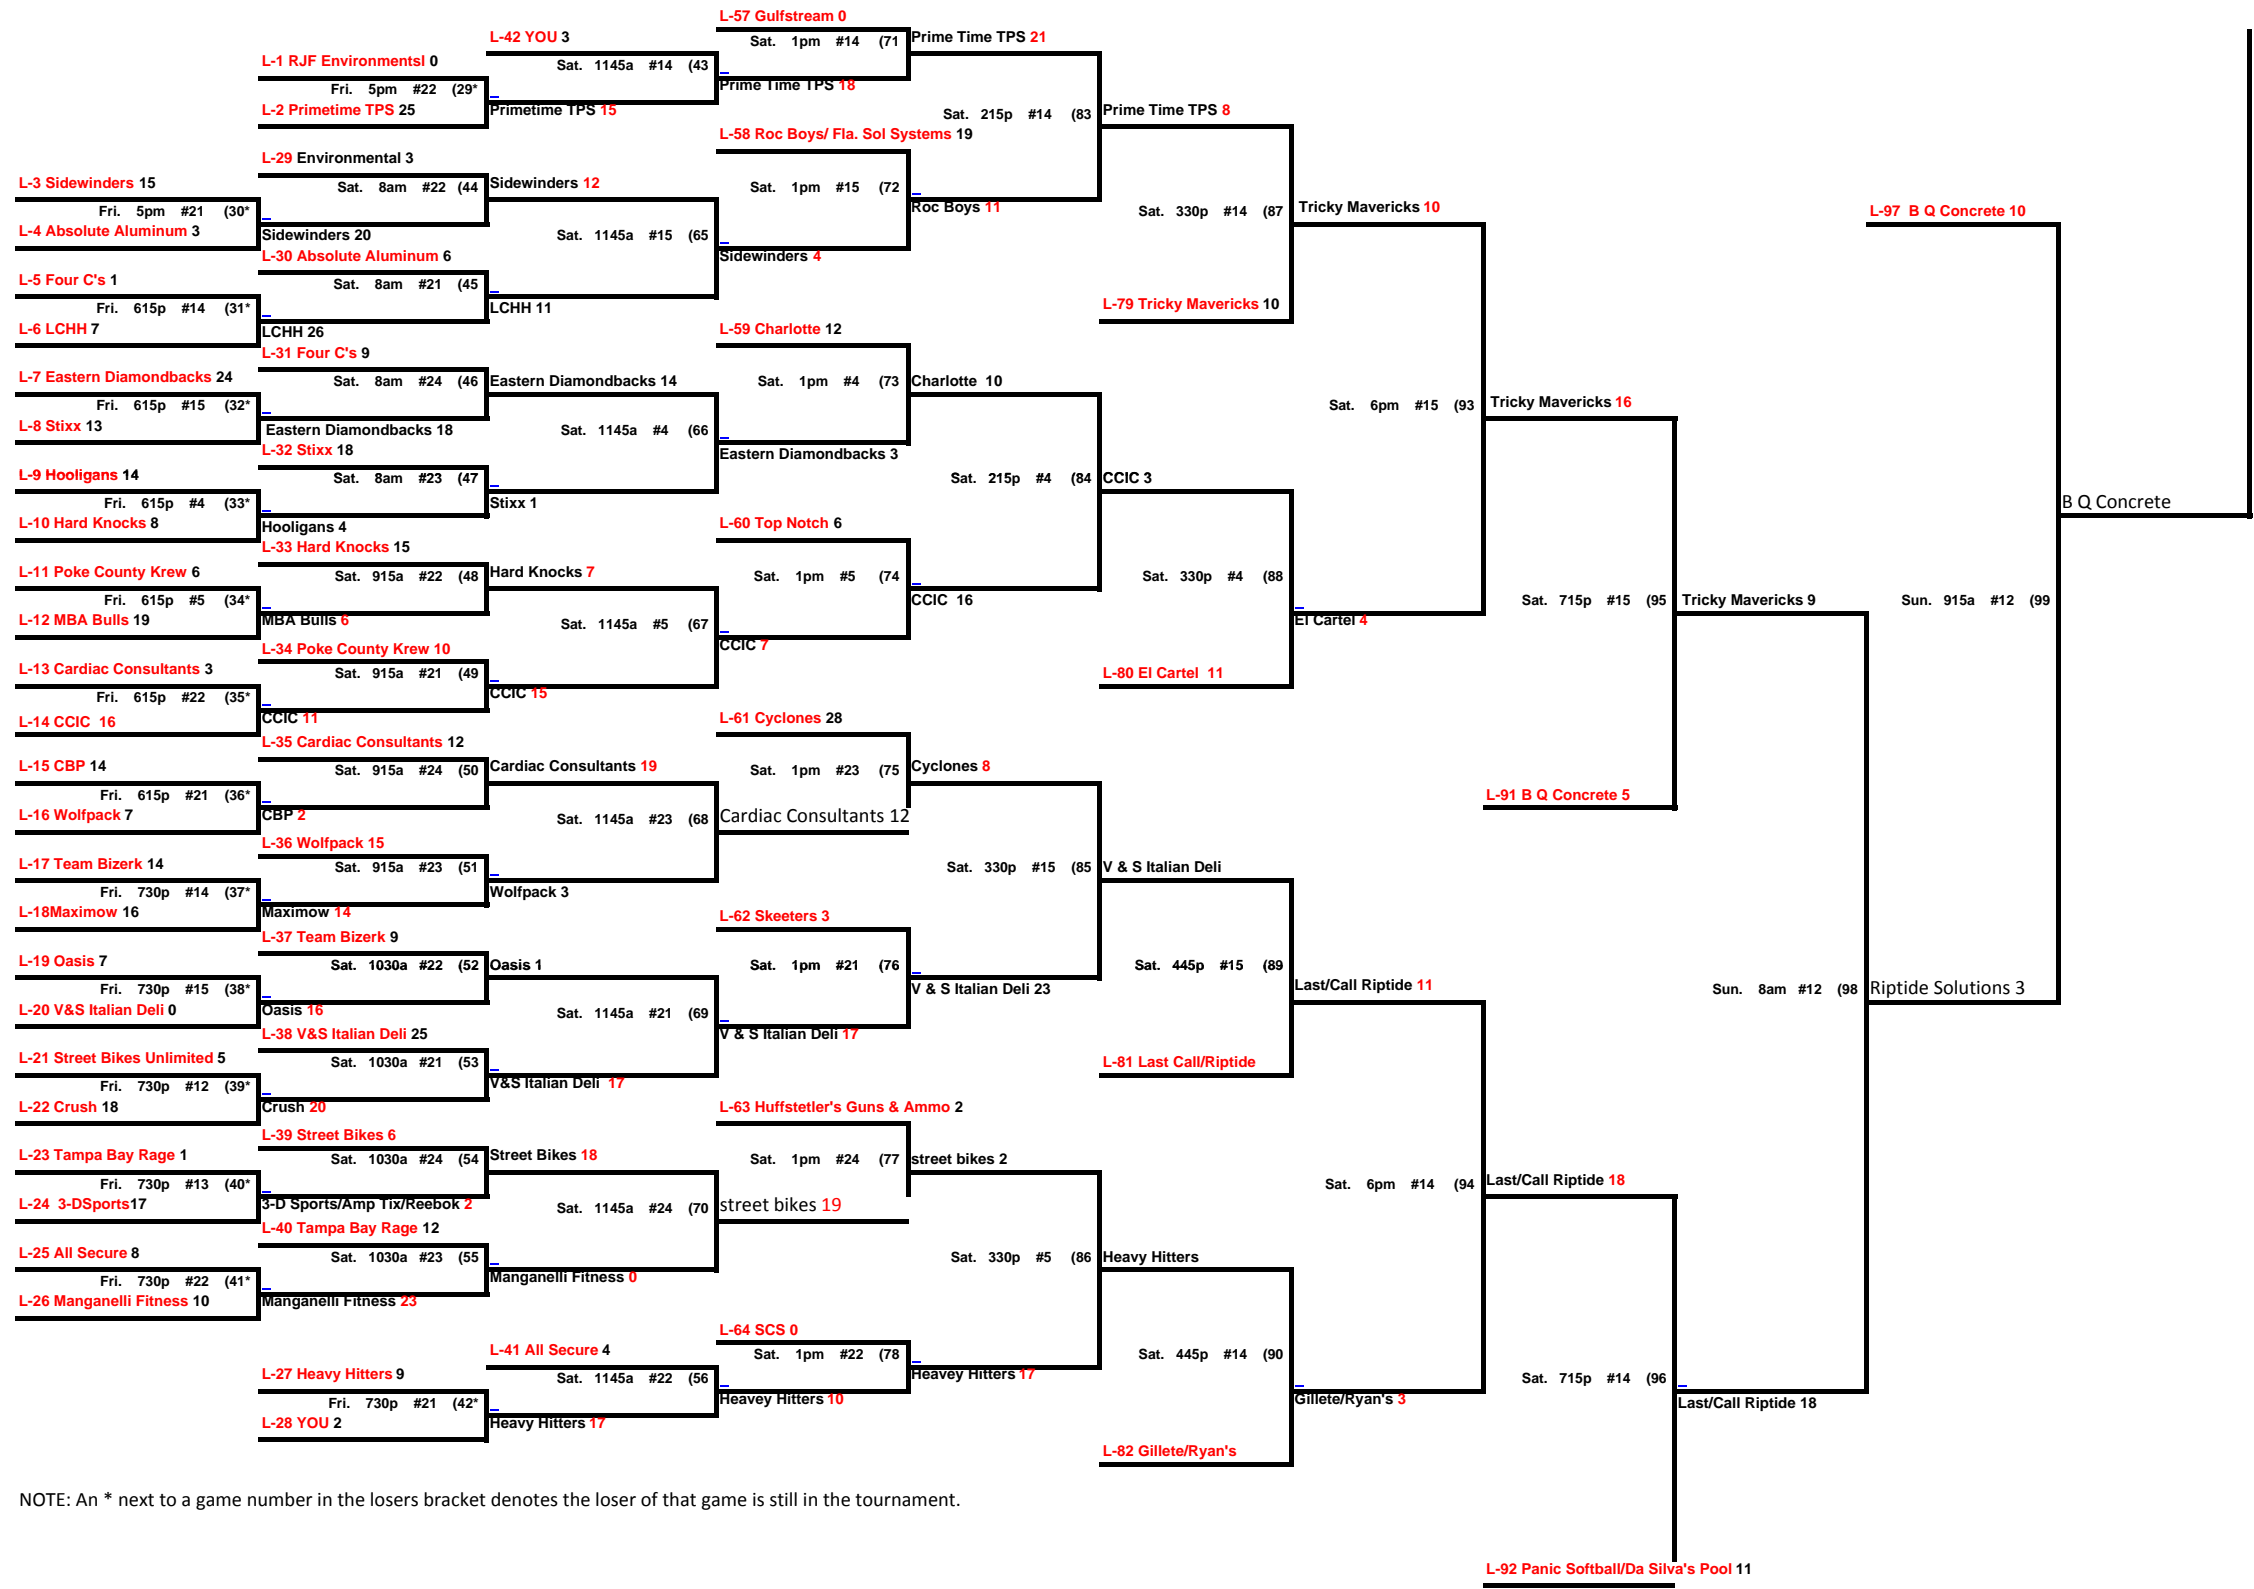 L-57 Gulfstream 0
L-42 YOU 3
Sat. 1pm #14 (71
Prime Time TPS 21
L-1 RJF Environmentsl 0
Sat. 1145a #14 (43
Prime Time TPS 18
Fri. 5pm #22 (29*
L-2 Primetime TPS 25
Primetime TPS 15
Sat. 215p #14 (83
Prime Time TPS 8
L-58 Roc Boys/ Fla. Sol Systems 19
L-29 Environmental 3
L-3 Sidewinders 15
Sat. 8am #22 (44
Sidewinders 12
Sat. 1pm #15 (72
Roc Boys 11
Fri. 5pm #21 (30*
Sat. 330p #14 (87
Tricky Mavericks 10
L-97 B Q Concrete 10
L-4 Absolute Aluminum 3
Sidewinders 20
Sat. 1145a #15 (65
Sidewinders 4
L-30 Absolute Aluminum 6
L-5 Four C's 1
Sat. 8am #21 (45
LCHH 11
L-79 Tricky Mavericks 10
Fri. 615p #14 (31*
L-6 LCHH 7
LCHH 26
L-59 Charlotte 12
L-31 Four C's 9
L-7 Eastern Diamondbacks 24
Sat. 8am #24 (46
Eastern Diamondbacks 14
Sat. 1pm #4 (73
Charlotte 10
Fri. 615p #15 (32*
Sat. 6pm #15 (93
Tricky Mavericks 16
L-8 Stixx 13
Eastern Diamondbacks 18
Sat. 1145a #4 (66
Eastern Diamondbacks 3
L-32 Stixx 18
L-9 Hooligans 14
Sat. 8am #23 (47
Stixx 1
Sat. 215p #4 (84
CCIC 3
Fri. 615p #4 (33*
B Q Concrete
L-10 Hard Knocks 8
Hooligans 4
L-60 Top Notch 6
L-33 Hard Knocks 15
L-11 Poke County Krew 6
Sat. 915a #22 (48
Hard Knocks 7
Sat. 1pm #5 (74
CCIC 16
Sat. 330p #4 (88
El Cartel 4
Fri. 615p #5 (34*
Sat. 715p #15 (95
Tricky Mavericks 9
Sun. 915a #12 (99
L-12 MBA Bulls 19
MBA Bulls 6
Sat. 1145a #5 (67
CCIC 7
L-34 Poke County Krew 10
L-13 Cardiac Consultants 3
Sat. 915a #21 (49
CCIC 15
L-80 El Cartel 11
Fri. 615p #22 (35*
L-14 CCIC 16
CCIC 11
L-61 Cyclones 28
L-35 Cardiac Consultants 12
L-15 CBP 14
Sat. 915a #24 (50
Cardiac Consultants 19
Sat. 1pm #23 (75
Cyclones 8
Fri. 615p #21 (36*
L-91 B Q Concrete 5
L-16 Wolfpack 7
CBP 2
Sat. 1145a #23 (68
Cardiac Consultants 12
L-36 Wolfpack 15
L-17 Team Bizerk 14
Sat. 915a #23 (51
Wolfpack 3
Sat. 330p #15 (85
V & S Italian Deli
Fri. 730p #14 (37*
L-18Maximow 16
Maximow 14
L-62 Skeeters 3
L-37 Team Bizerk 9
L-19 Oasis 7
Sat. 1030a #22 (52
Oasis 1
Sat. 1pm #21 (76
V & S Italian Deli 23
Sat. 445p #15 (89
Last/Call Riptide 11
Fri. 730p #15 (38*
Sun. 8am #12 (98
Riptide Solutions 3
L-20 V&S Italian Deli 0
Oasis 16
Sat. 1145a #21 (69
V & S Italian Deli 17
L-38 V&S Italian Deli 25
L-21 Street Bikes Unlimited 5
Sat. 1030a #21 (53
V&S Italian Deli 17
L-81 Last Call/Riptide
Fri. 730p #12 (39*
L-22 Crush 18
Crush 20
L-63 Huffstetler's Guns & Ammo 2
L-39 Street Bikes 6
L-23 Tampa Bay Rage 1
Sat. 1030a #24 (54
Street Bikes 18
Sat. 1pm #24 (77
street bikes 2
Fri. 730p #13 (40*
Sat. 6pm #14 (94
Last/Call Riptide 18
L-24 3-DSports17
3-D Sports/Amp Tix/Reebok 2
Sat. 1145a #24 (70
street bikes 19
L-40 Tampa Bay Rage 12
L-25 All Secure 8
Sat. 1030a #23 (55
Manganelli Fitness 0
Sat. 330p #5 (86
Heavy Hitters
Fri. 730p #22 (41*
L-26 Manganelli Fitness 10
Manganelli Fitness 23
L-64 SCS 0
L-41 All Secure 4
Sat. 1pm #22 (78
Heavey Hitters 17
Sat. 445p #14 (90
Gillete/Ryan's 3
L-27 Heavy Hitters 9
Sat. 1145a #22 (56
Heavey Hitters 10
Sat. 715p #14 (96
Last/Call Riptide 18
Fri. 730p #21 (42*
L-28 YOU 2
Heavy Hitters 17
L-82 Gillete/Ryan's
NOTE: An * next to a game number in the losers bracket denotes the loser of that game is still in the tournament.
L-92 Panic Softball/Da Silva's Pool 11